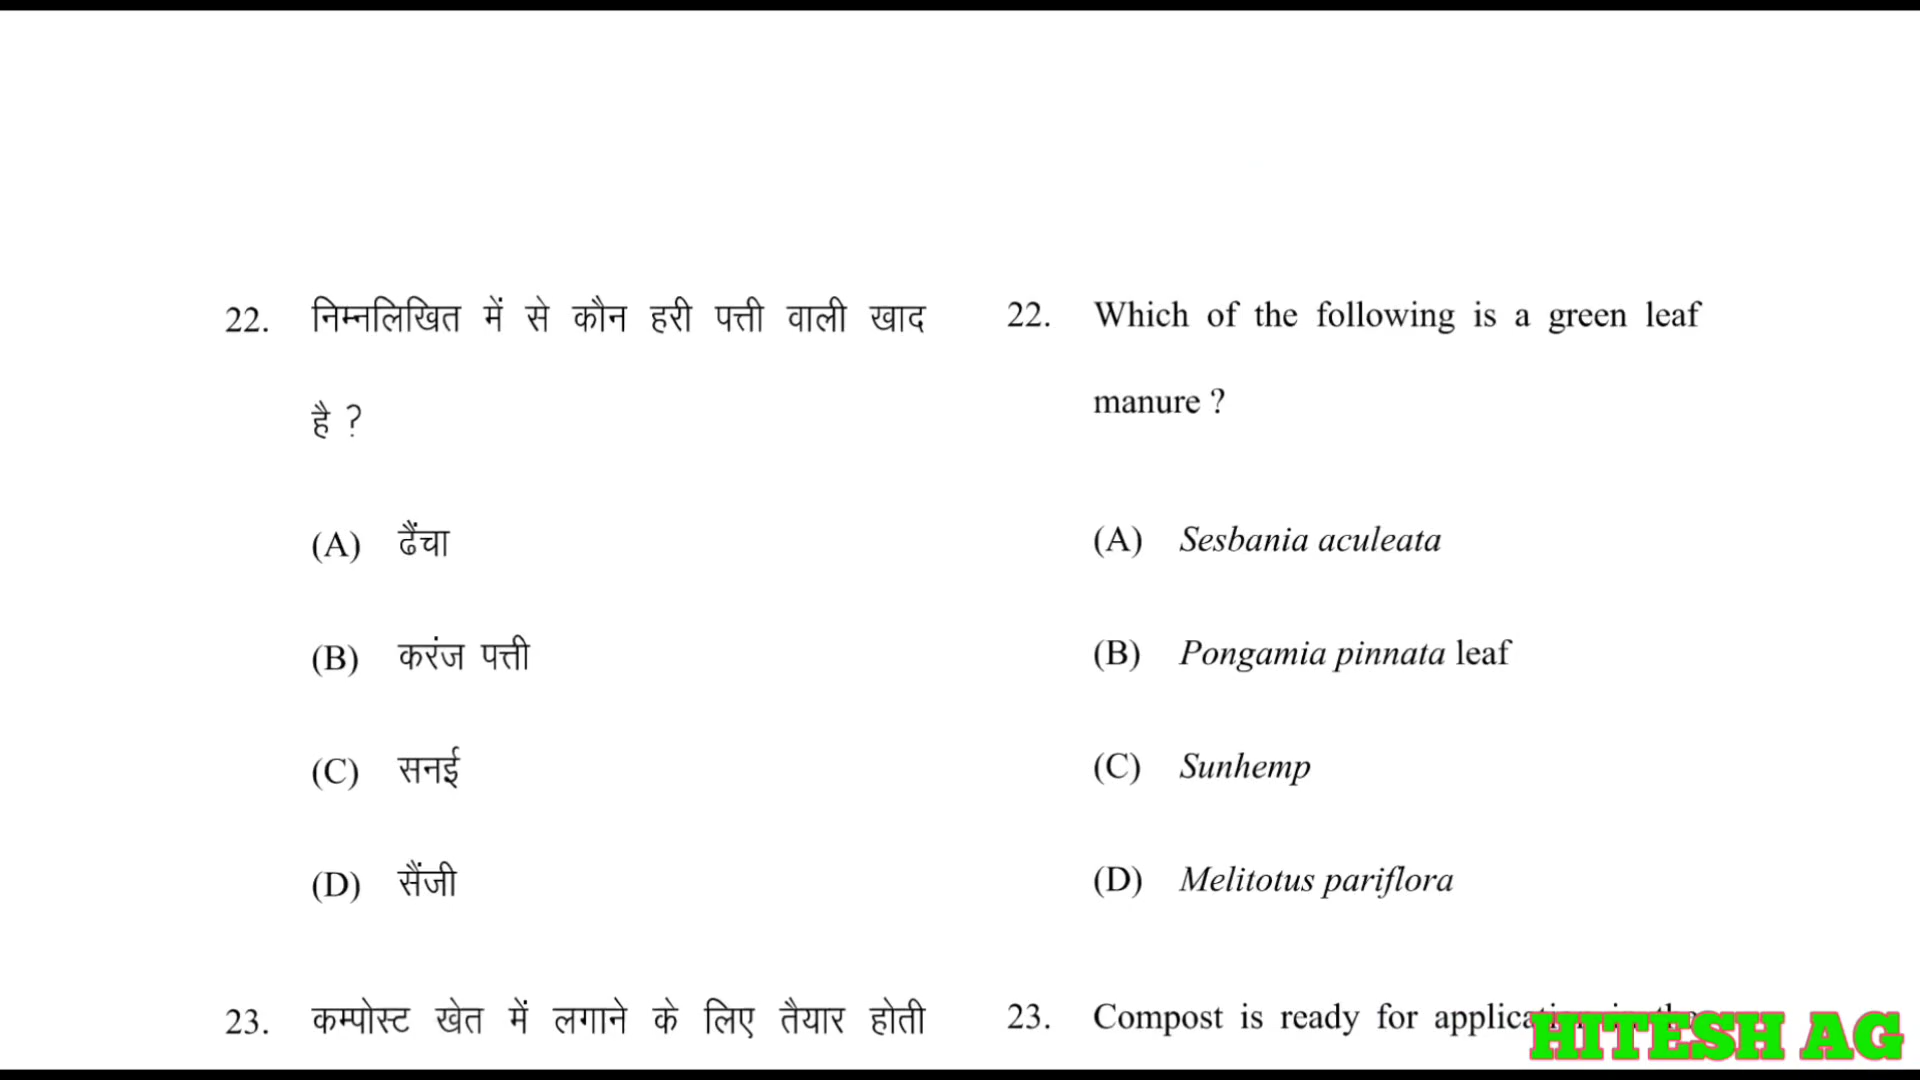 22. निम्नलिखित में से कौन हरी पत्ती वाली खाद
है ?
(A) ढैंचा
(B) करंज पत्ती
(C) सनई
(D) सैंजी
23. कम्पोस्ट खेत में लगाने के लिए तैयार होती
22. Which of the following is a green leaf
manure ?
(A) Sesbania aculeata
(B) Pongamia pinnata leaf
(C) Sunhemp
(D) Melitotus pariflora
23. Compost is ready for
HITESH AG